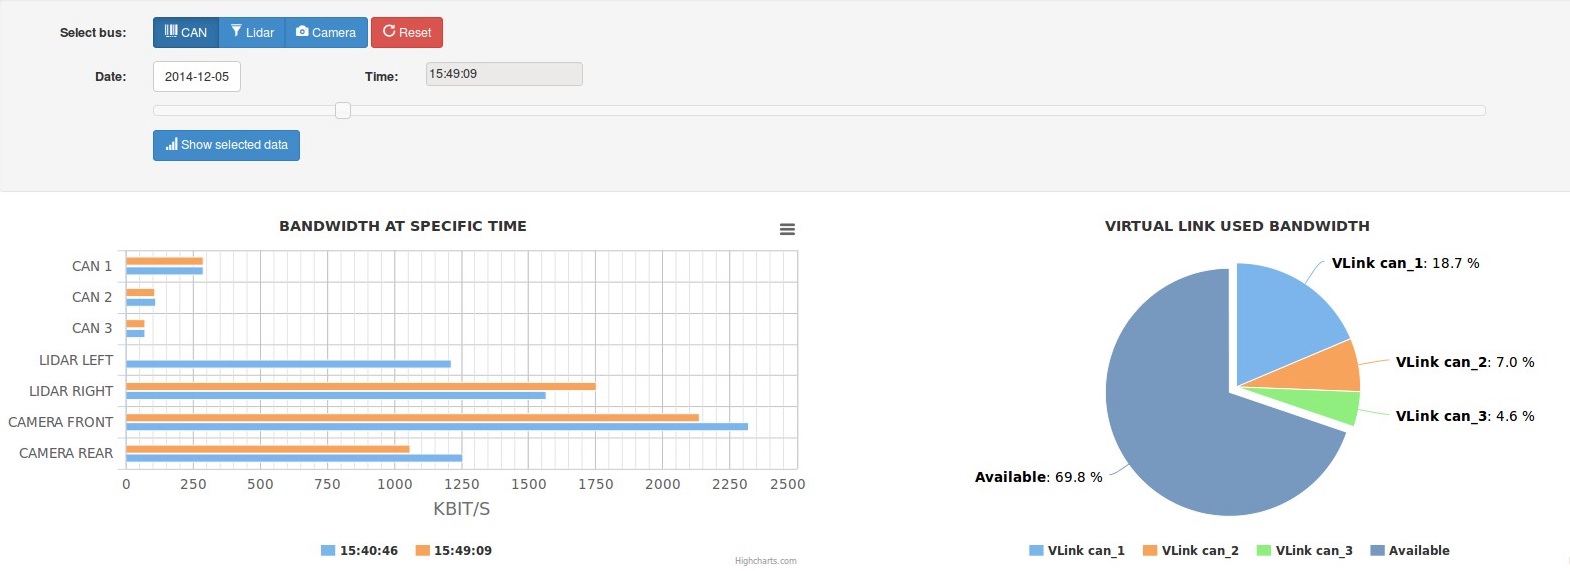 Select bus: CAN Lidar Camera Reset
Date: 2014-12-05 Time: 15:49:09
Show selected data
BANDWIDTH AT SPECIFIC TIME
CAN 1
CAN 2
CAN 3
LIDAR LEFT
LIDAR RIGHT
CAMERA FRONT
CAMERA REAR
0 250 500 750 1000 1250 1500 1750 2000 2250 2500
KBIT/S
15:40:46 15:49:09
Highcharts.com
VIRTUAL LINK USED BANDWIDTH
VLink can_1: 18.7 %
VLink can_2: 7.0 %
VLink can_3: 4.6 %
Available: 69.8 %
VLink can_1 VLink can_2 VLink can_3 Available